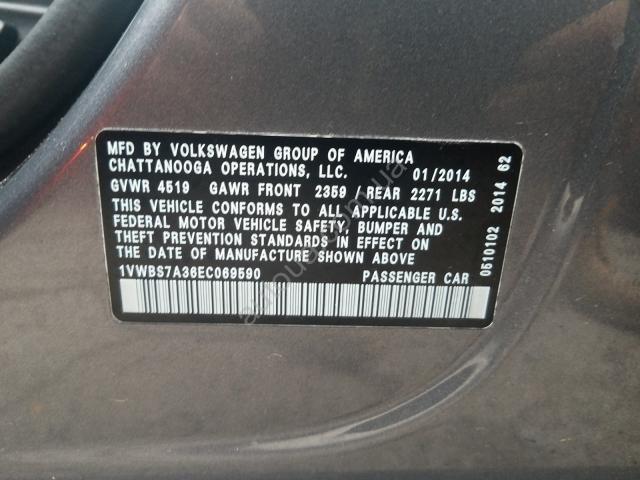 MFD BY VOLKSWAGEN GROUP OF AMERICA
CHATTANOOGA OPERATIONS, LLC. 01/2014
GVWR 4519 GAWR FRONT 2359 / REAR 2271 LBS
THIS VEHICLE CONFORMS TO ALL APPLICABLE U.S.
FEDERAL MOTOR VEHICLE SAFETY, BUMPER AND
THEFT PREVENTION STANDARDS IN EFFECT ON
THE DATE OF MANUFACTURE SHOWN ABOVE
1VWBS7A36EC069590 PASSENGER CAR
0510102 2014 62